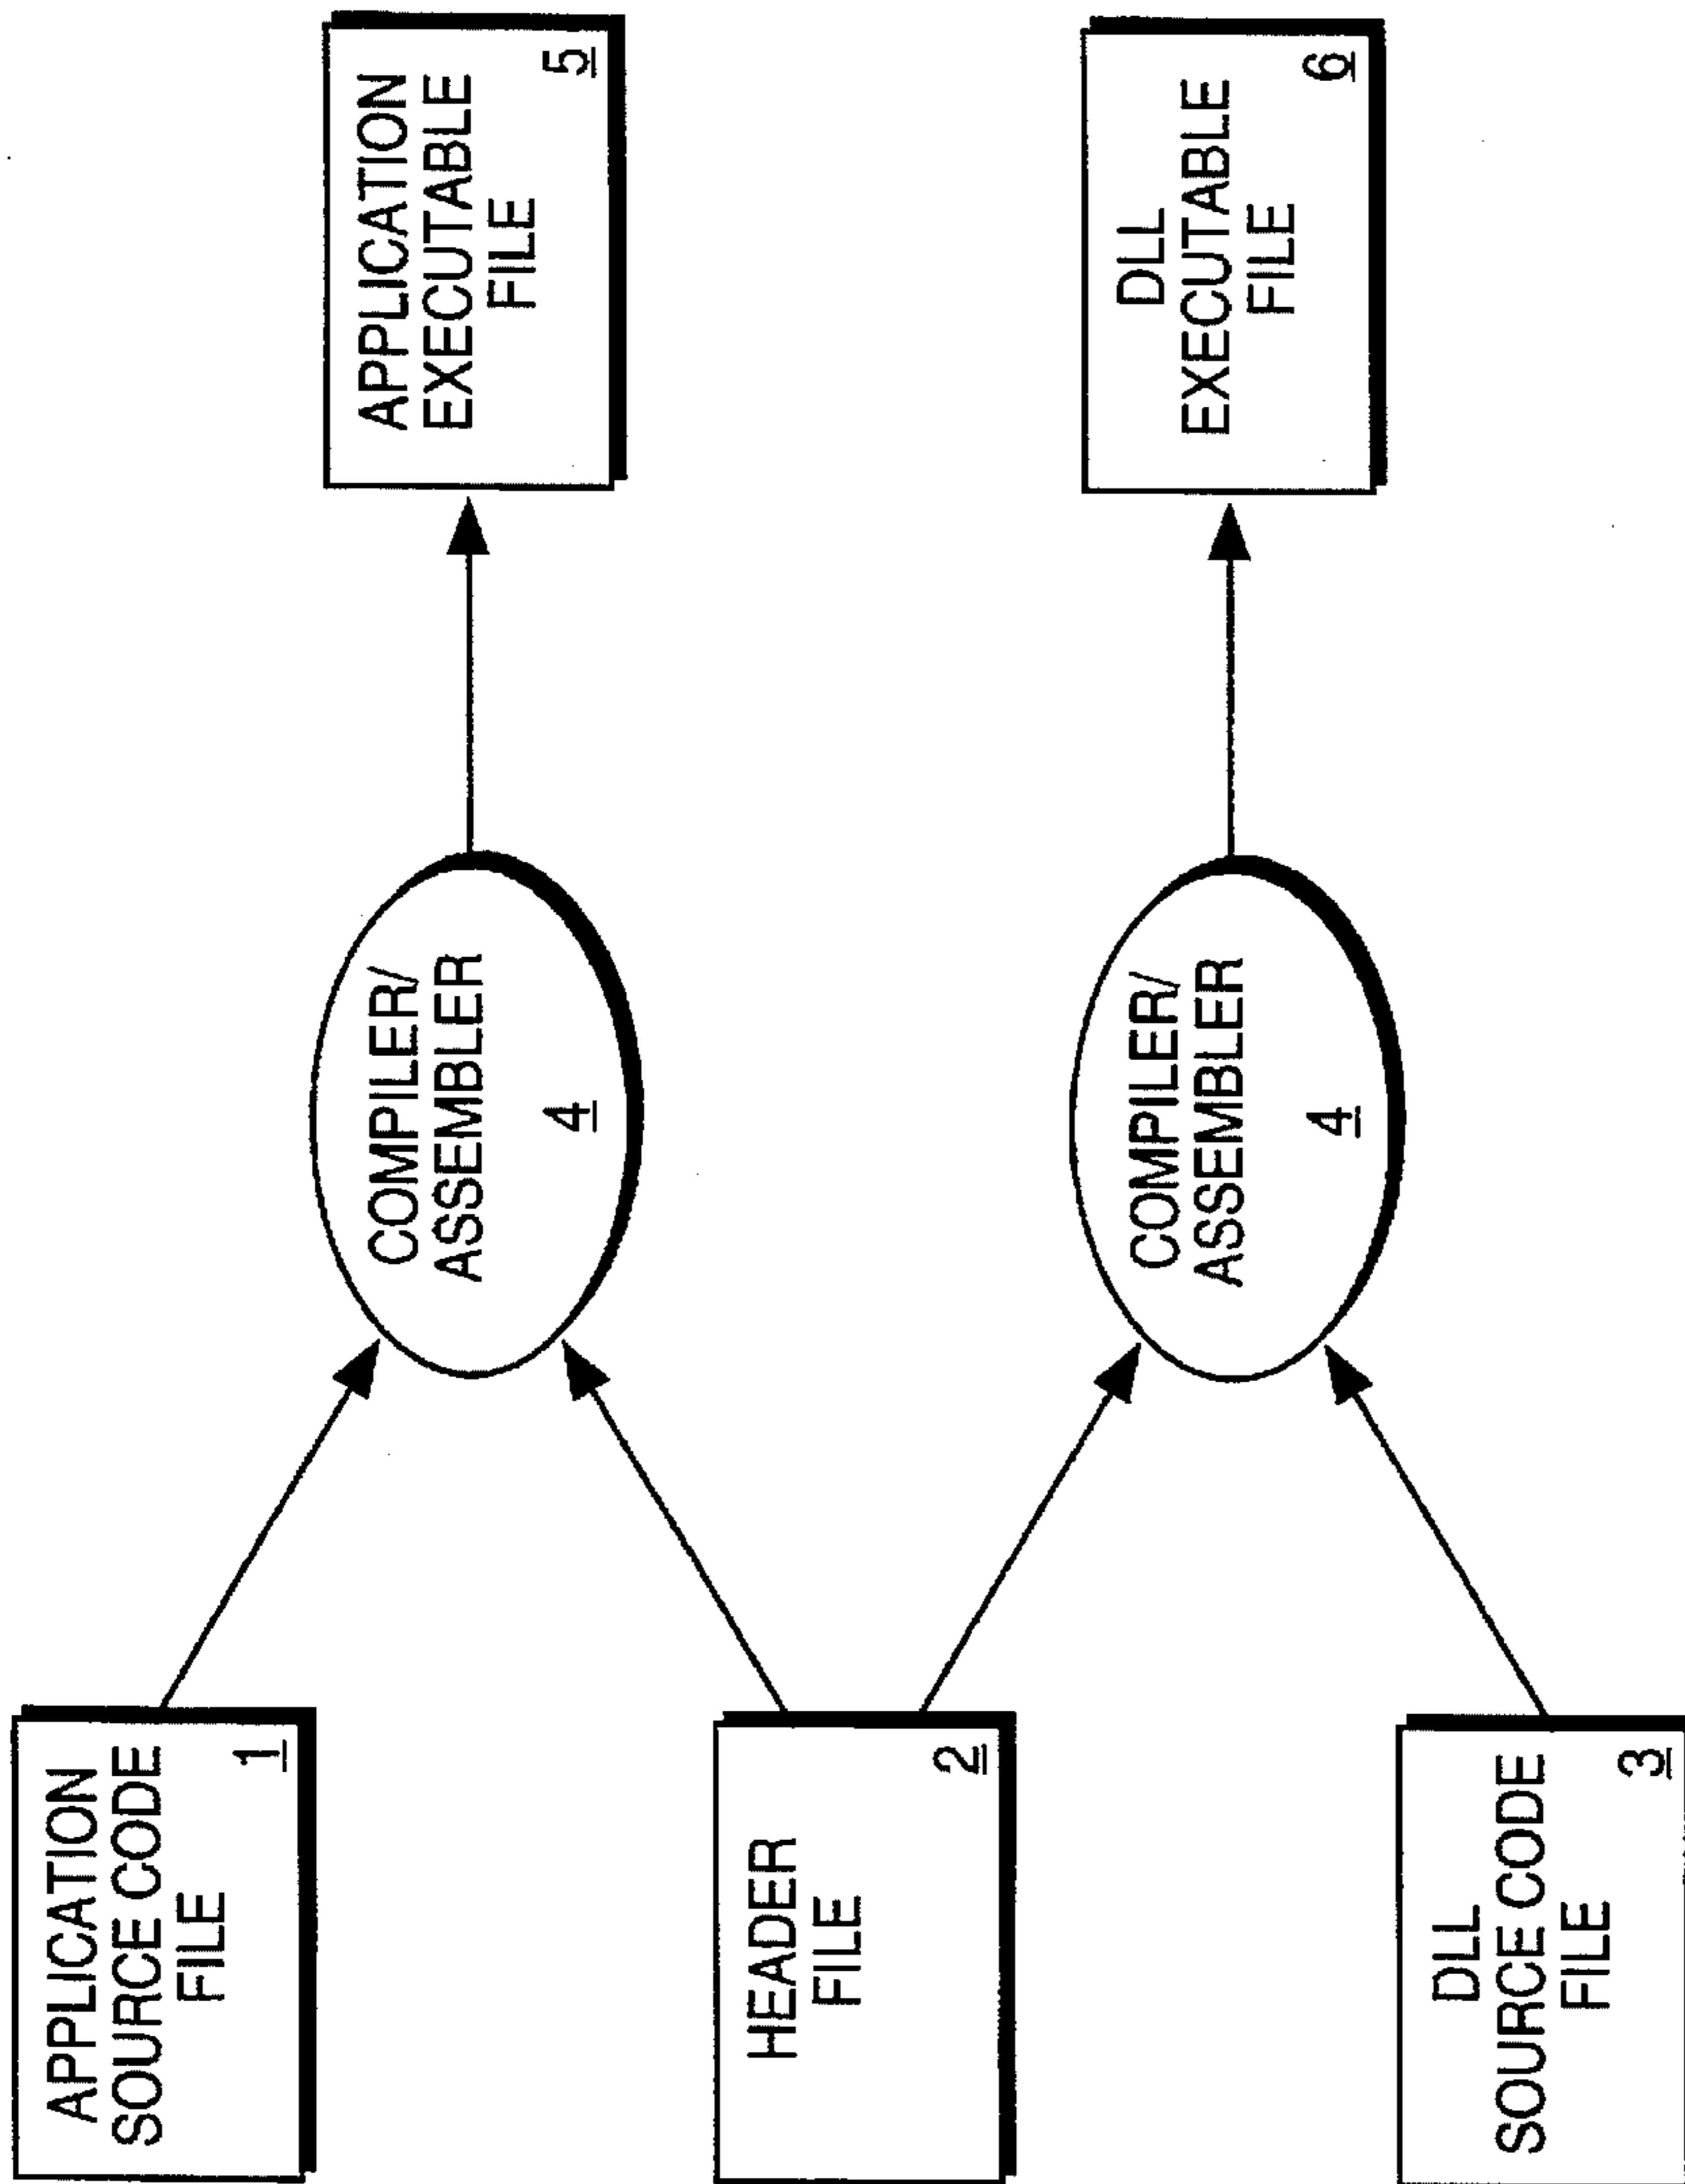 APPLICATION
SOURCE CODE
FILE
1
HEADER
FILE
2
DLL
SOURCE CODE
FILE
3
COMPILER/
ASSEMBLER
4
COMPILER/
ASSEMBLER
4
APPLICATION
EXECUTABLE
FILE
5
DLL
EXECUTABLE
FILE
6